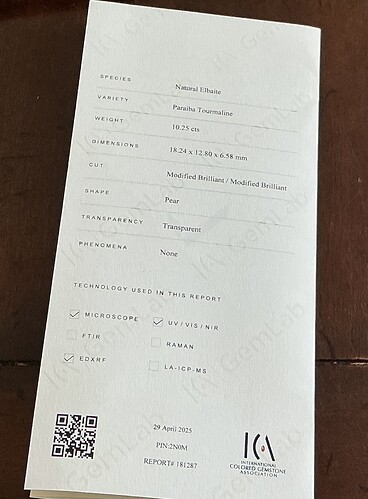 SPECIES Natural Elbaite
VARIETY Paraiba Tourmaline
WEIGHT 10.25 cts
DIMENSIONS 18.24 x 12.80 x 6.58 mm
CUT Modified Brilliant / Modified Brilliant
SHAPE Pear
TRANSPARENCY Transparent
PHENOMENA None
TECHNOLOGY USED IN THIS REPORT
MICROSCOPE UV / VIS / NIR
FTIR RAMAN
EDXRF LA-ICP-MS
29 April 2025
PIN:2N0M
REPORT# 181287
ICA
INTERNATIONAL
COLORED GEMSTONE
ASSOCIATION
ICA GemLab